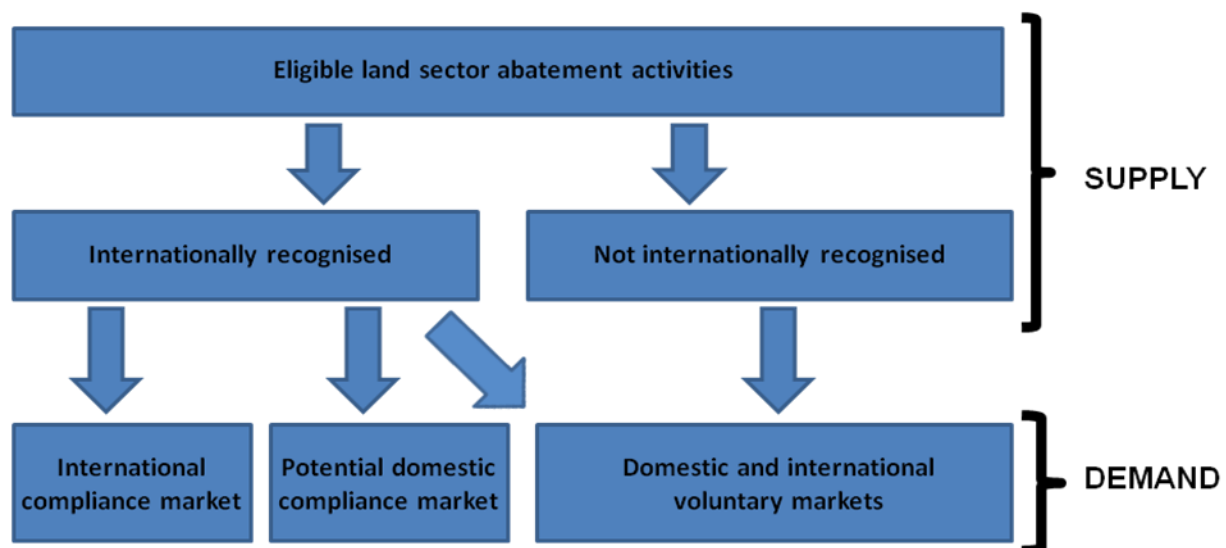 Eligible land sector abatement activities
SUPPLY
Internationally recognised
Not internationally recognised
International
compliance market
Potential domestic
compliance market
Domestic and international
voluntary markets
DEMAND